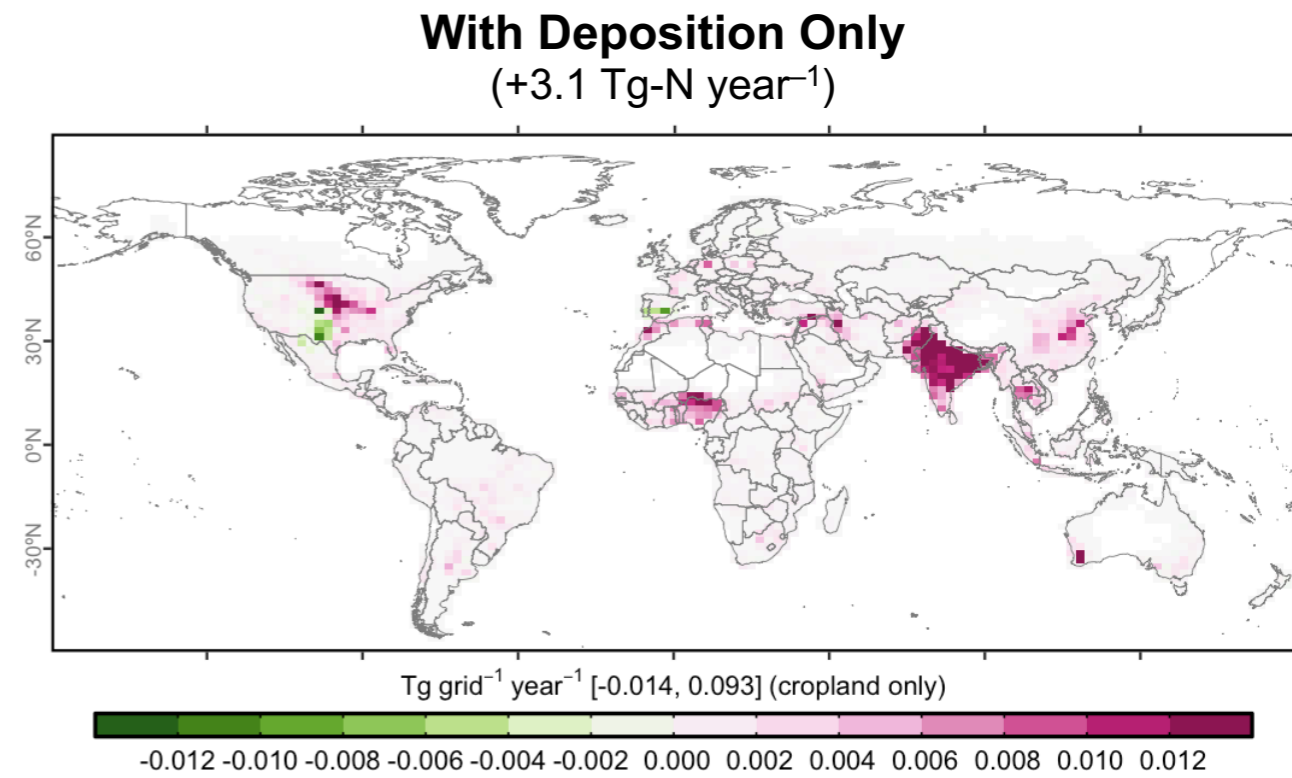 With Deposition Only
(+3.1 Tg-N year⁻¹)
60°N
30°N
0°N
-30°N
Tg grid⁻¹ year⁻¹ [-0.014, 0.093] (cropland only)
-0.012 -0.010 -0.008 -0.006 -0.004 -0.002 0.000 0.002 0.004 0.006 0.008 0.010 0.012